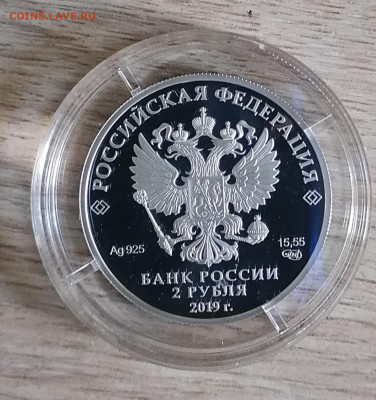 COINS.LAVE.RU
РОССИЙСКАЯ ФЕДЕРАЦИЯ
Ag 925
15,55
БАНК РОССИИ
2 РУБЛЯ
2019 г.